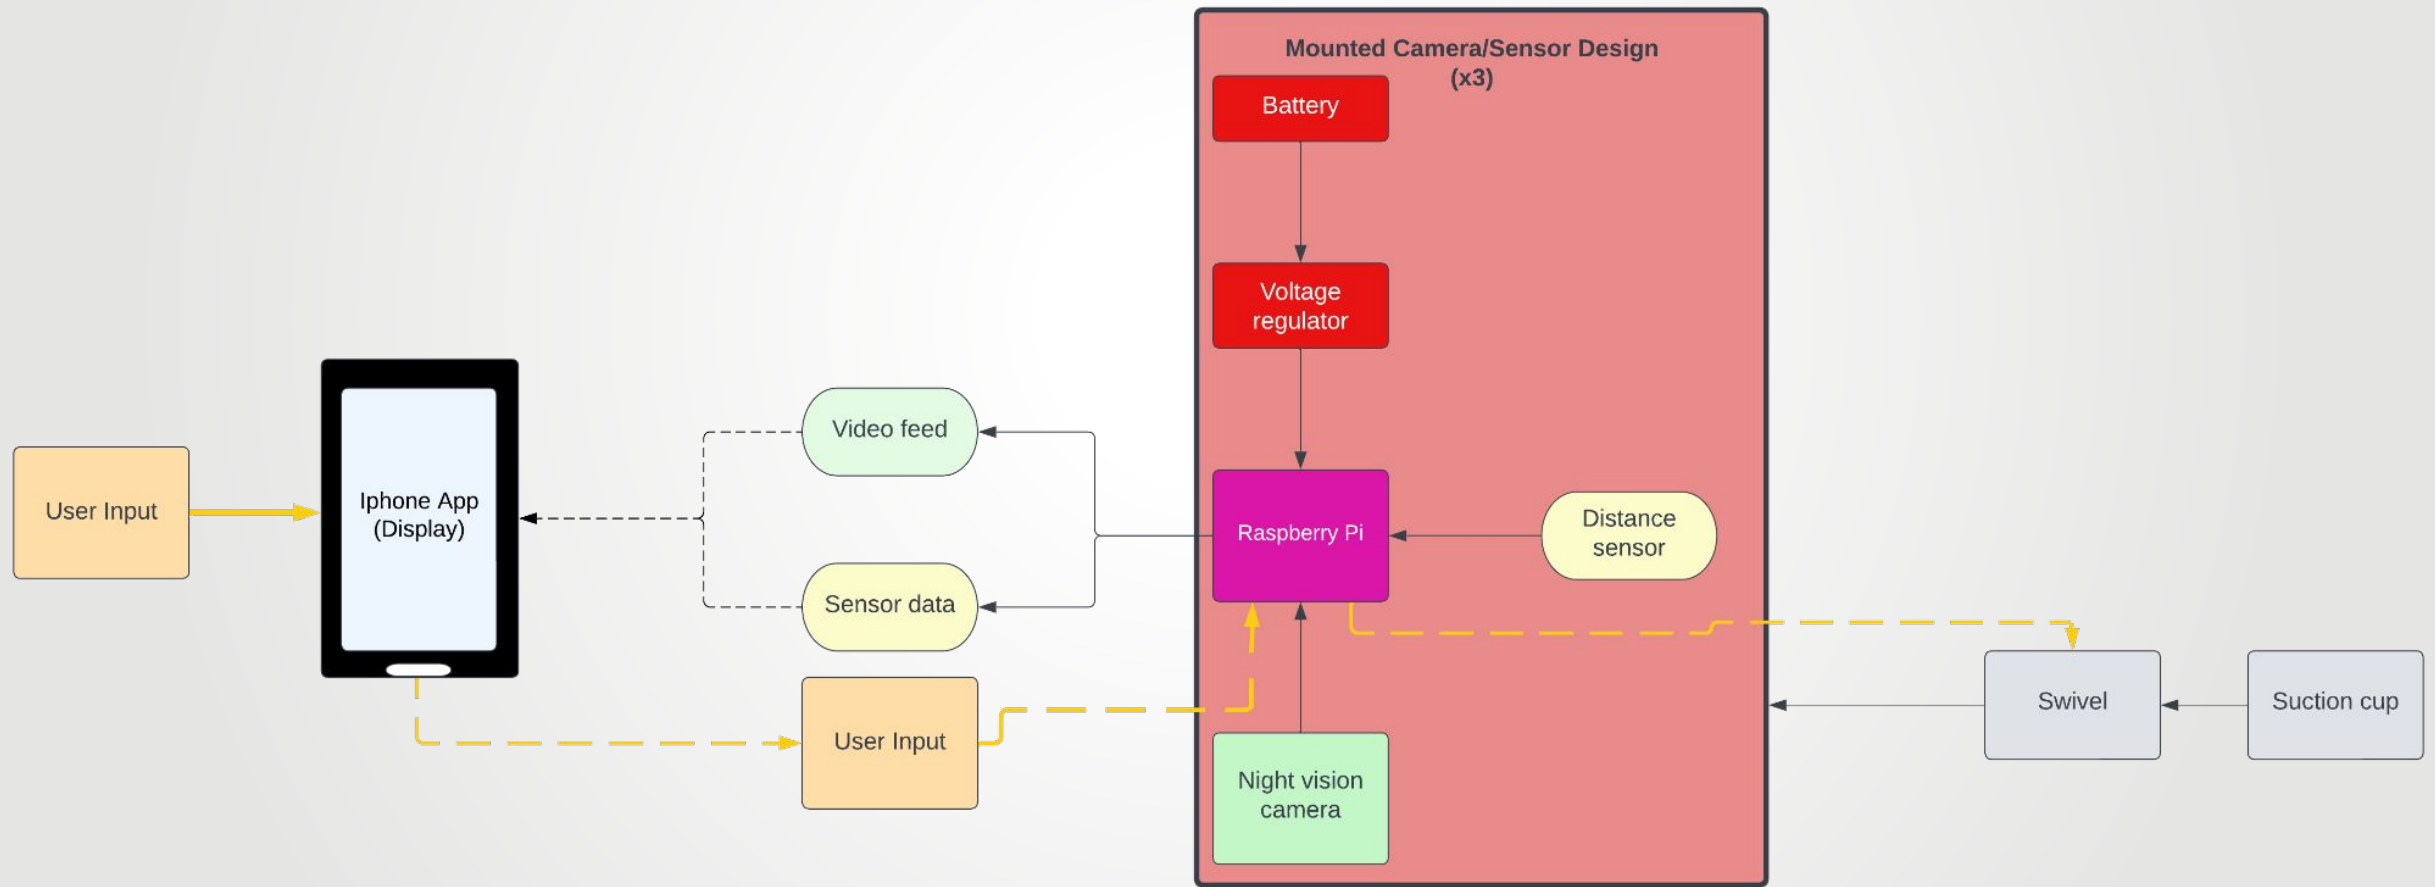 Mounted Camera/Sensor Design
(x3)
Battery
Voltage
regulator
Video feed
User Input
Iphone App
(Display)
Raspberry Pi
Distance
sensor
Sensor data
User Input
Swivel
Suction cup
Night vision
camera